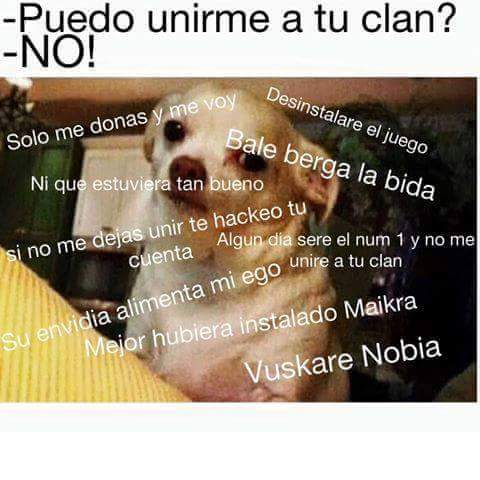 -Puedo unirme a tu clan?
-NO!
Solo me donas y me voy
Desinstalare el juego
Bale berga la bida
Ni que estuviera tan bueno
si no me dejas unir te hackeo tu
cuenta
Algun dia sere el num 1 y no me
unire a tu clan
Su envidia alimenta mi ego
Mejor hubiera instalado Maikra
Vuskare Nobia